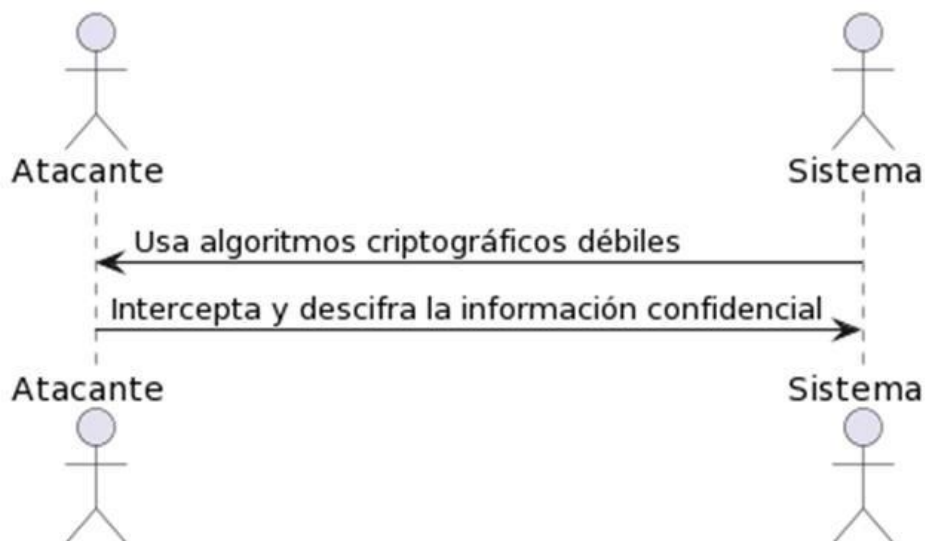 Atacante
Sistema
Usa algoritmos criptográficos débiles
Intercepta y descifra la información confidencial
Atacante
Sistema